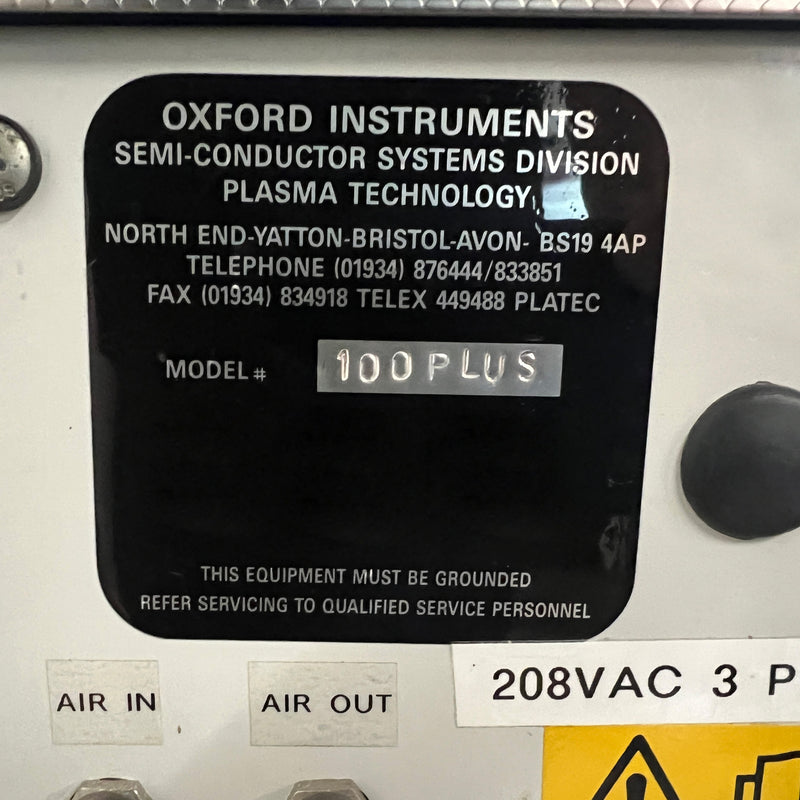 OXFORD INSTRUMENTS
SEMI-CONDUCTOR SYSTEMS DIVISION
PLASMA TECHNOLOGY
NORTH END-YATTON-BRISTOL-AVON- BS19 4AP
TELEPHONE (01934) 876444/833851
FAX (01934) 834918 TELEX 449488 PLATEC
MODEL # 100PLUS
THIS EQUIPMENT MUST BE GROUNDED
REFER SERVICING TO QUALIFIED SERVICE PERSONNEL
AIR IN AIR OUT
208VAC 3 P